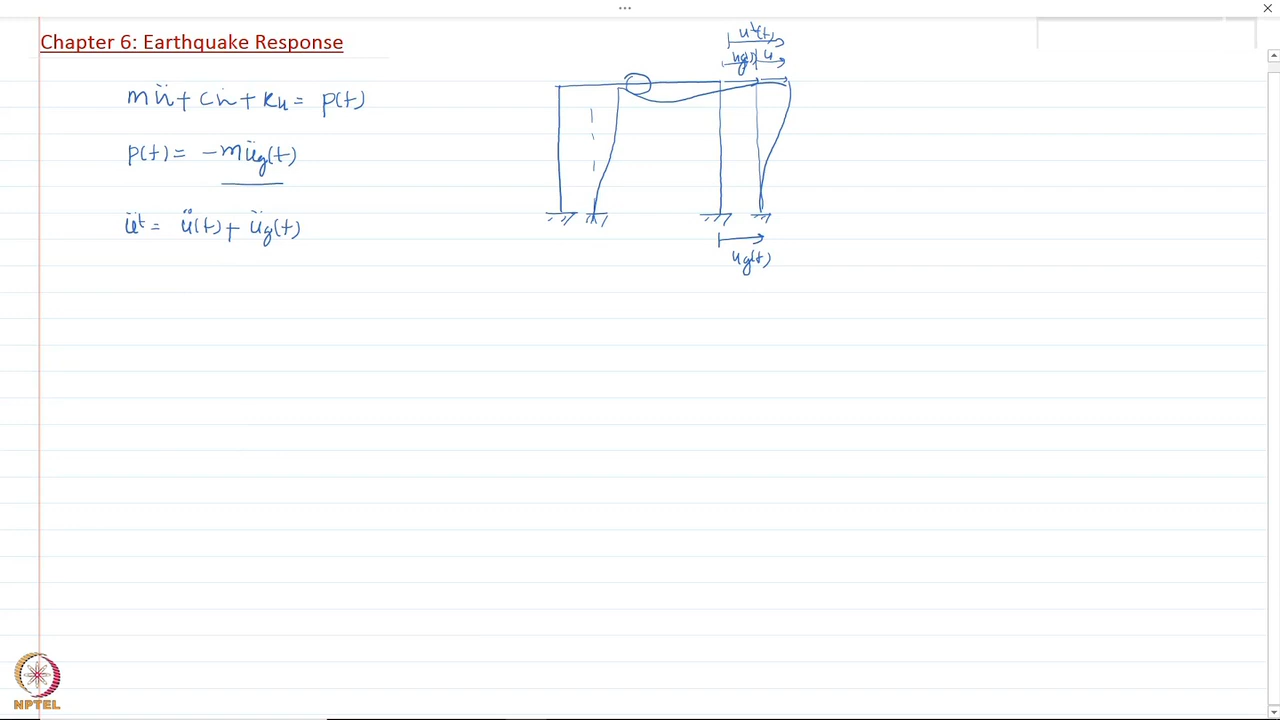 Chapter 6: Earthquake Response
mü + cu̇ + ku = p(t)
p(t) = -müg(t)
üᵗ = ü(t) + üg(t)
uᵗ(t)
ug(t) u
ug(t)
NPTEL